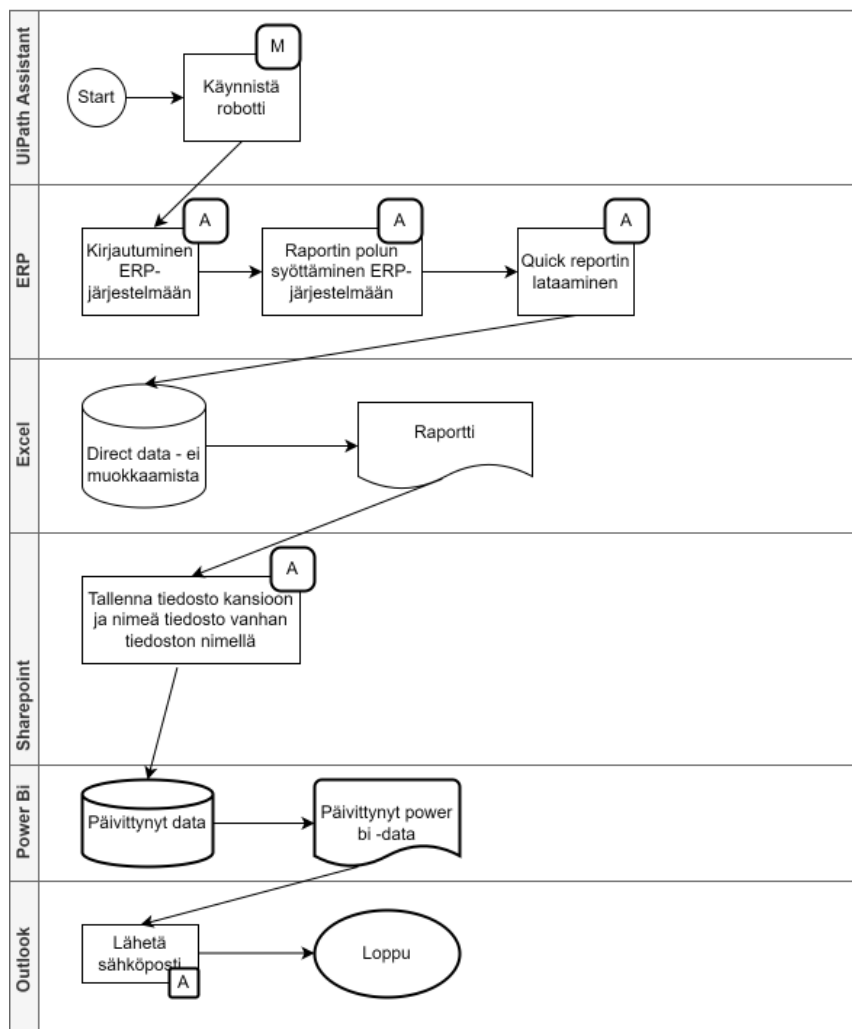 UiPath Assistant
M
Start
Käynnistä
robotti
ERP
A
Kirjautuminen
ERP-
järjestelmään
A
Raportin polun
syöttäminen ERP-
järjestelmään
A
Quick reportin
lataaminen
Excel
Direct data - ei
muokkaamista
Raportti
Sharepoint
A
Tallenna tiedosto kansioon
ja nimeä tiedosto vanhan
tiedoston nimellä
Power Bi
Päivittynyt data
Päivittynyt power
bi -data
Outlook
Lähetä
sähköposti
A
Loppu